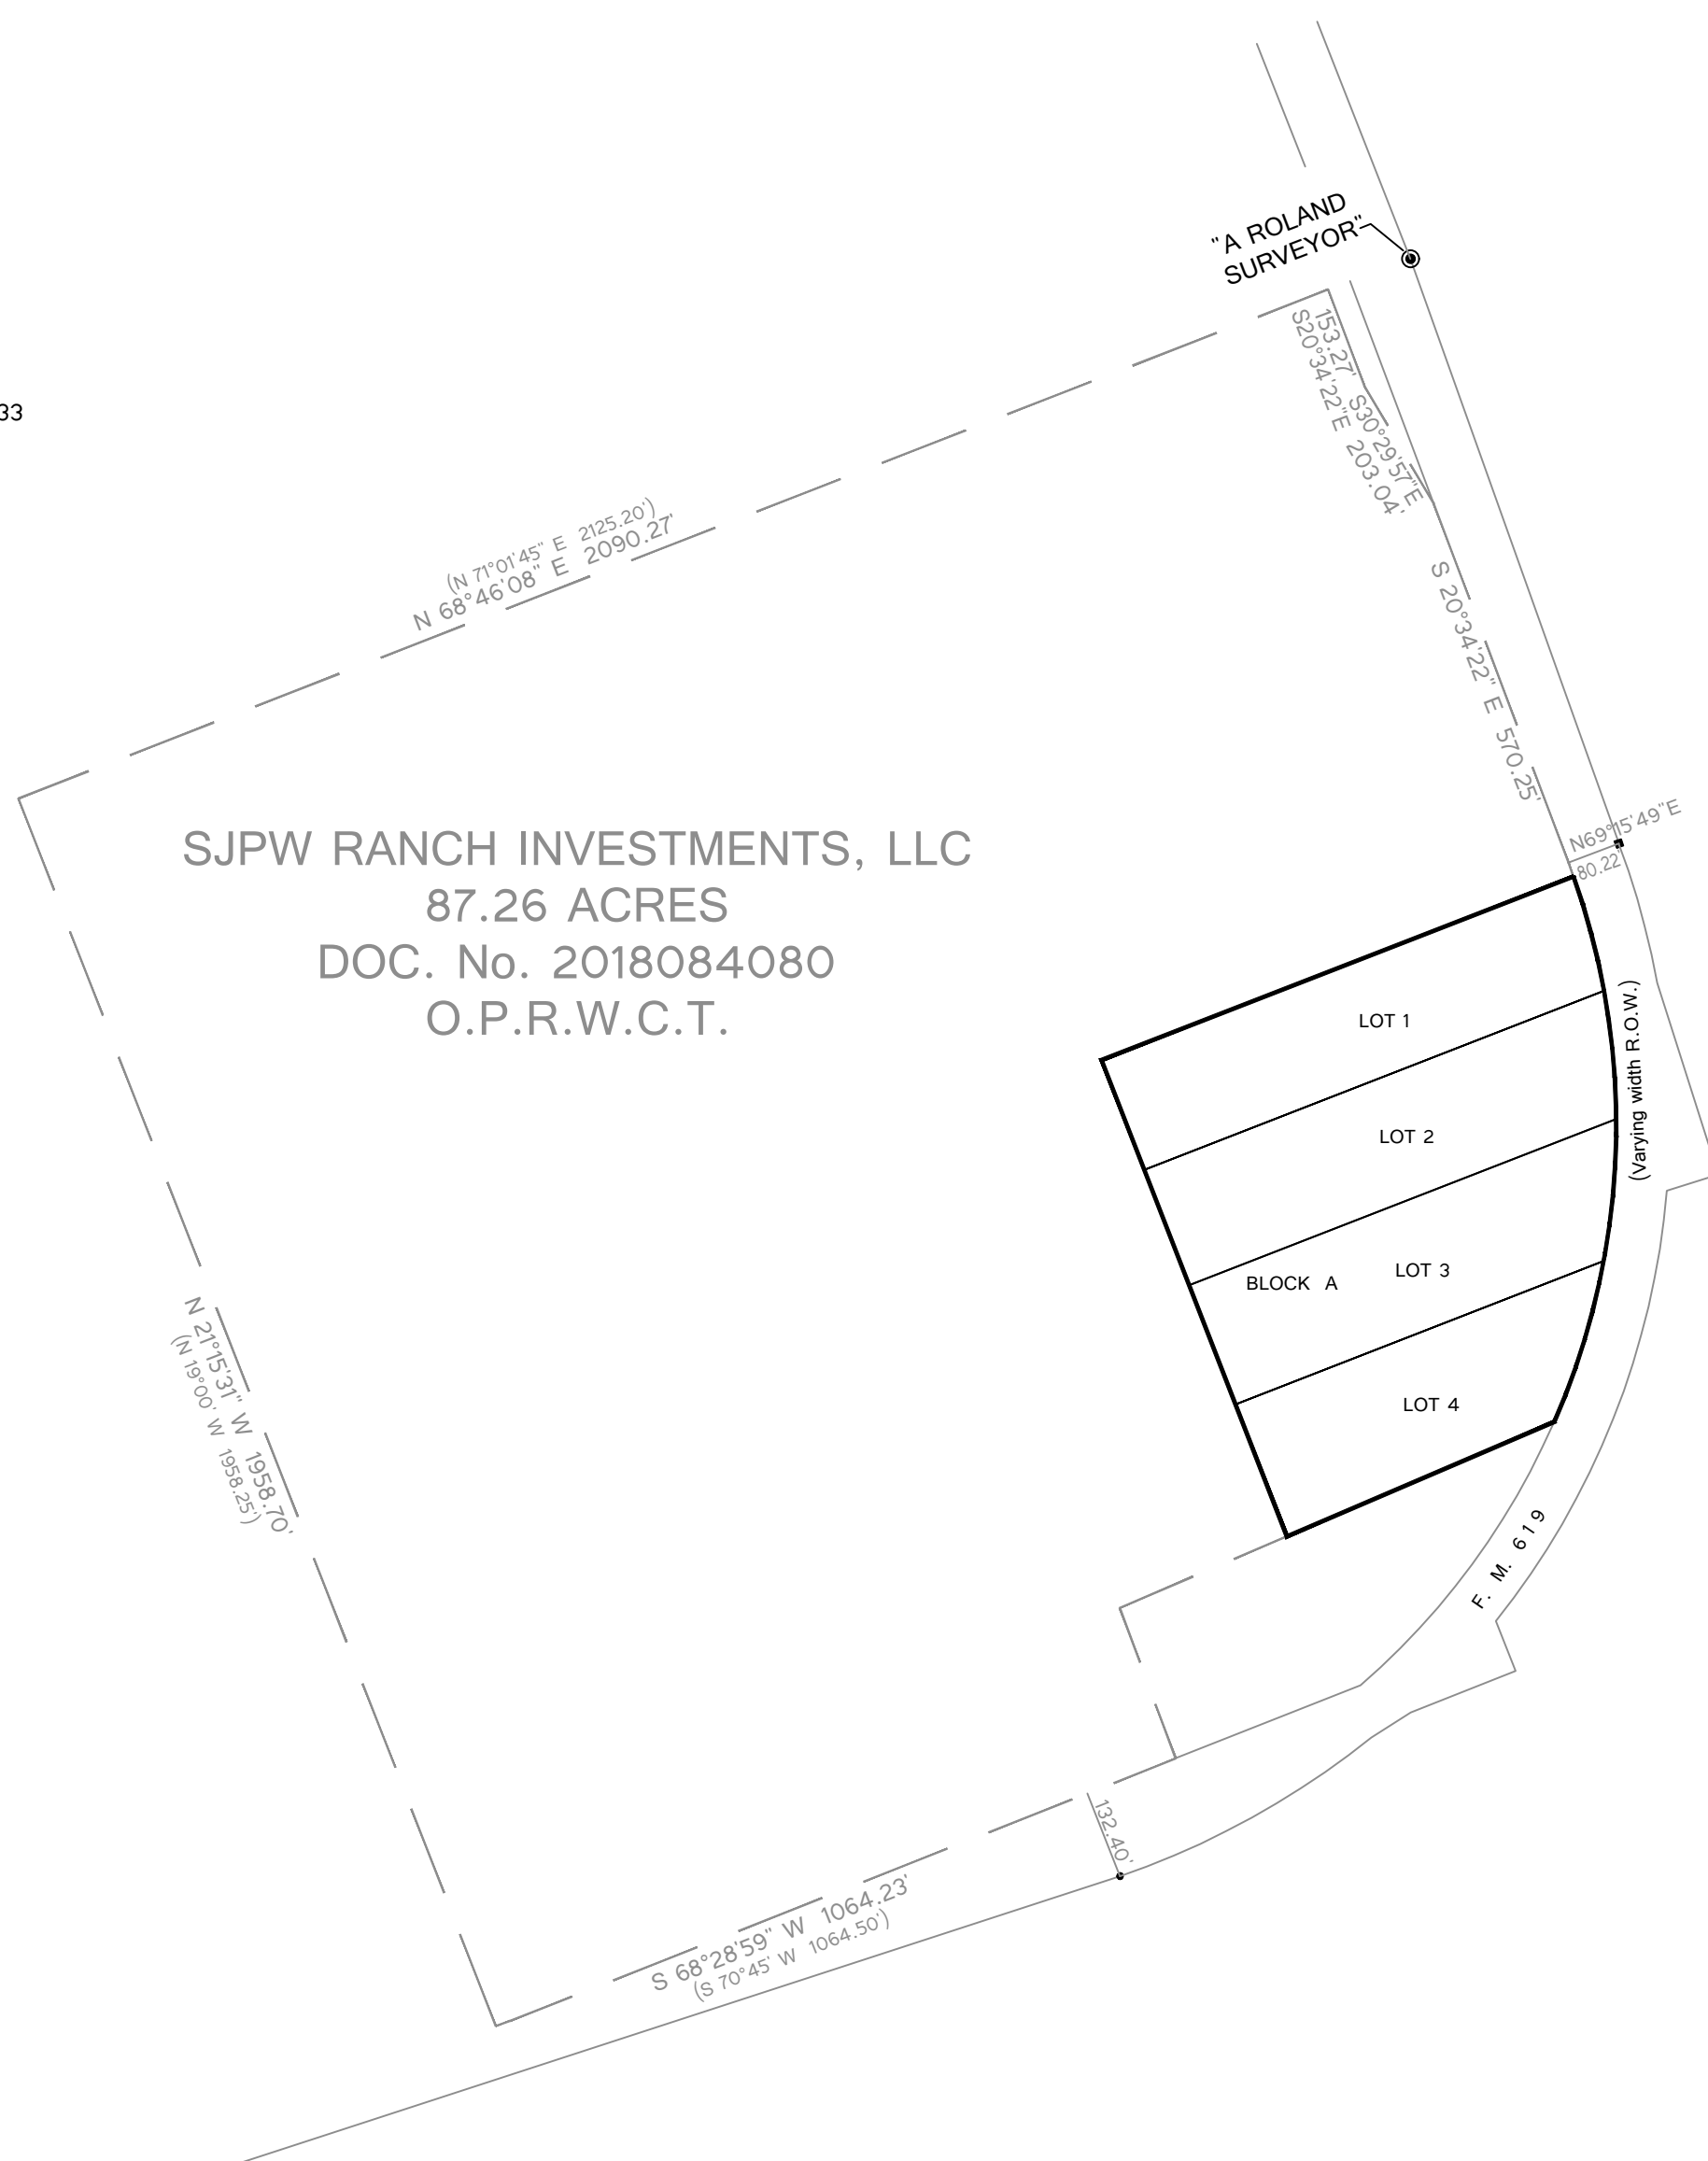 "A ROLAND
SURVEYOR"
153.27' S30°29'57"E
S20°34'22"E 203.04'
33
(N 71°01'45" E 2125.20')
N 68°46'08" E 2090.27'
S 20°34'22" E 570.25'
N69°15'49"E
80.22'
SJPW RANCH INVESTMENTS, LLC
87.26 ACRES
DOC. No. 2018084080
O.P.R.W.C.T.
(Varying width R.O.W.)
LOT 1
LOT 2
LOT 3
BLOCK A
LOT 4
N 21°15'31" W 1958.70'
(N 19°00' W 1958.25')
F. M. 619
132.40'
S 68°28'59" W 1064.23'
(S 70°45' W 1064.50')